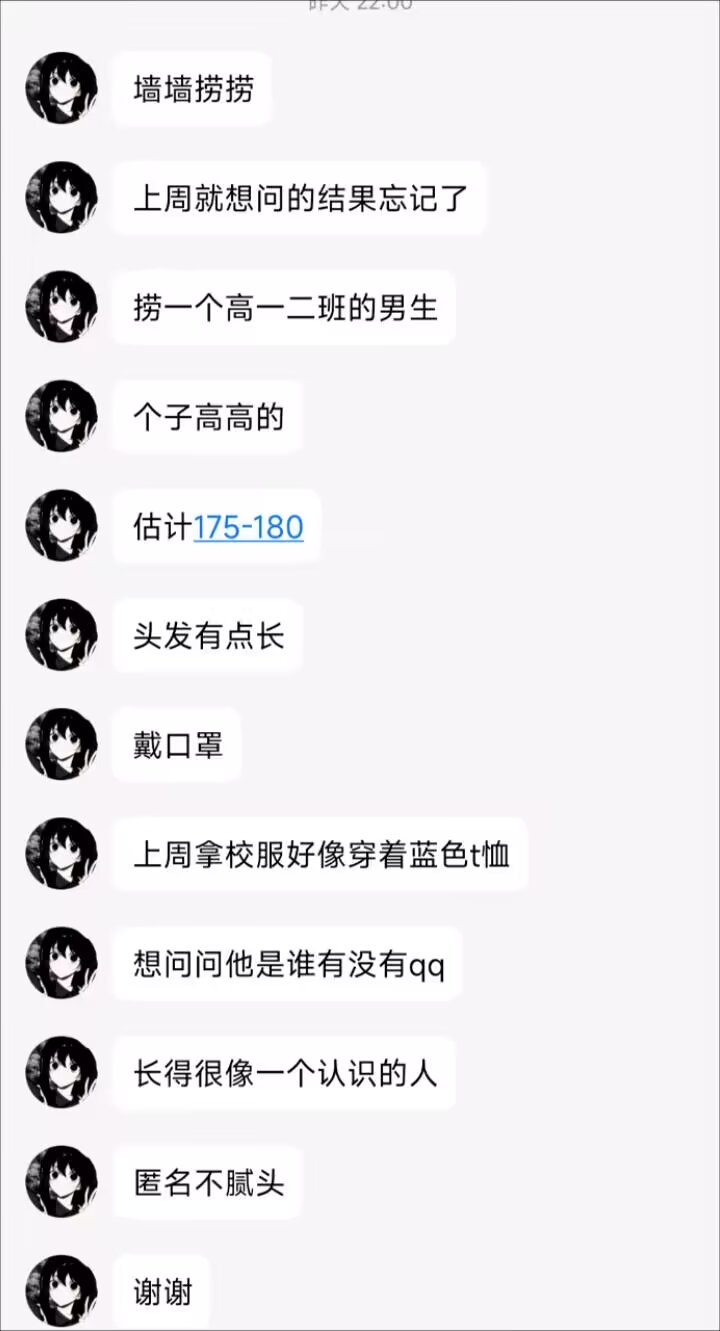 昨天 22:00
墙墙捞捞
上周就想问的结果忘记了
捞一个高一二班的男生
个子高高的
估计175-180
头发有点长
戴口罩
上周拿校服好像穿着蓝色t恤
想问问他是谁有没有qq
长得很像一个认识的人
匿名不腻头
谢谢